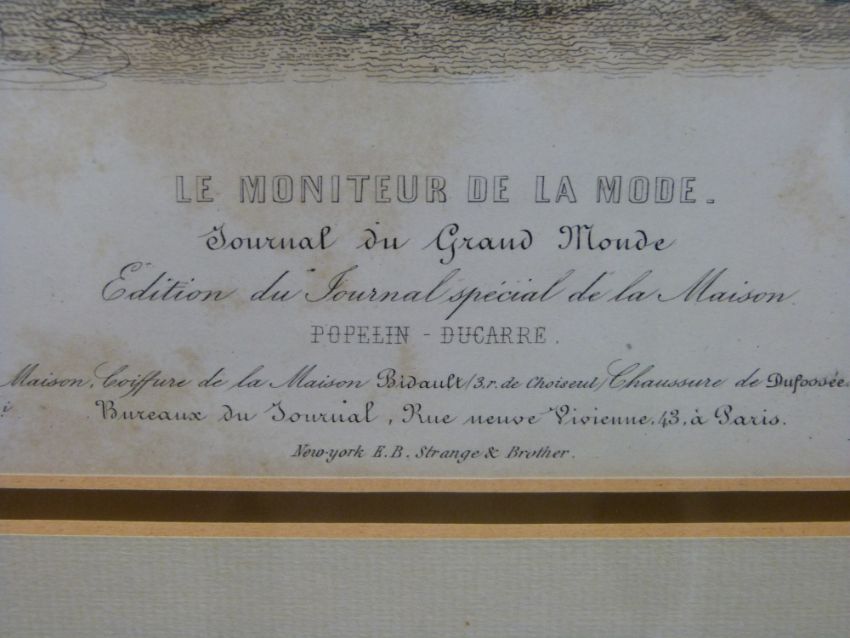 LE MONITEUR DE LA MODE.
Journal du Grand Monde
Edition du Journal spécial de la Maison.
POPELIN - DUCARRE.
Maison, Coiffure de la Maison Bidault (3, r. de Choiseul) Chaussure de Dufossée.
Bureaux du Journal, Rue neuve Vivienne, 43, à Paris.
New-york E.B. Strange & Brother.